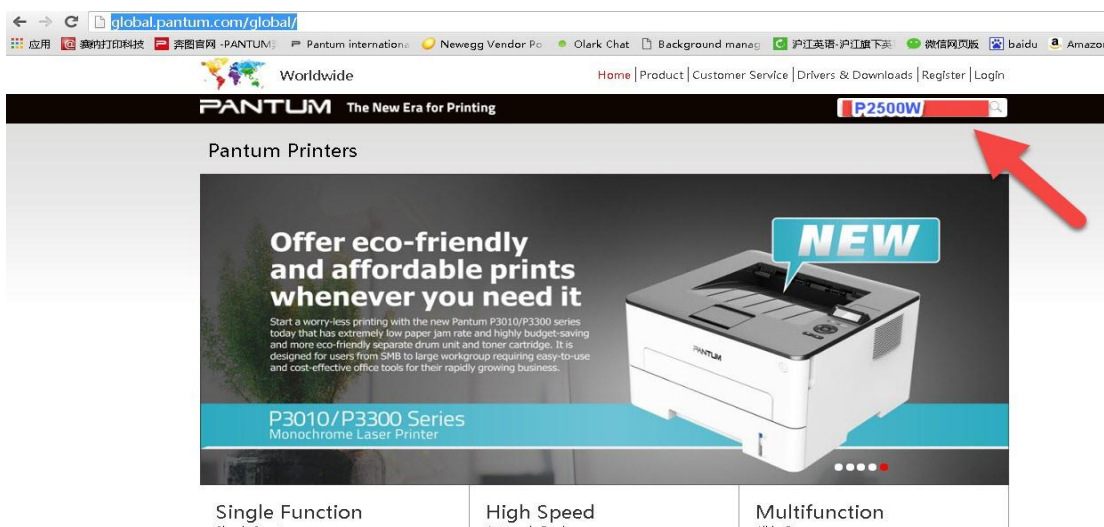 global.pantum.com/global/
应用 赛纳打印科技 奔图官网 -PANTUM Pantum internationa Newegg Vendor Po Olark Chat Background manag 沪江英语-沪江旗下英 微信网页版 baidu Amazon
Worldwide Home | Product | Customer Service | Drivers & Downloads | Register | Login
PANTUM The New Era for Printing P2500W
Pantum Printers
NEW
Offer eco-friendly
and affordable prints
whenever you need it
Start a worry-less printing with the new Pantum P3010/P3300 series
today that has extremely low paper jam rate and highly budget-saving
and more eco-friendly separate drum unit and toner cartridge. It is
designed for users from SMB to large workgroup requiring easy-to-use
and cost-effective office tools for their rapidly growing business.
PANTUM
P3010/P3300 Series
Monochrome Laser Printer
Single Function High Speed Multifunction